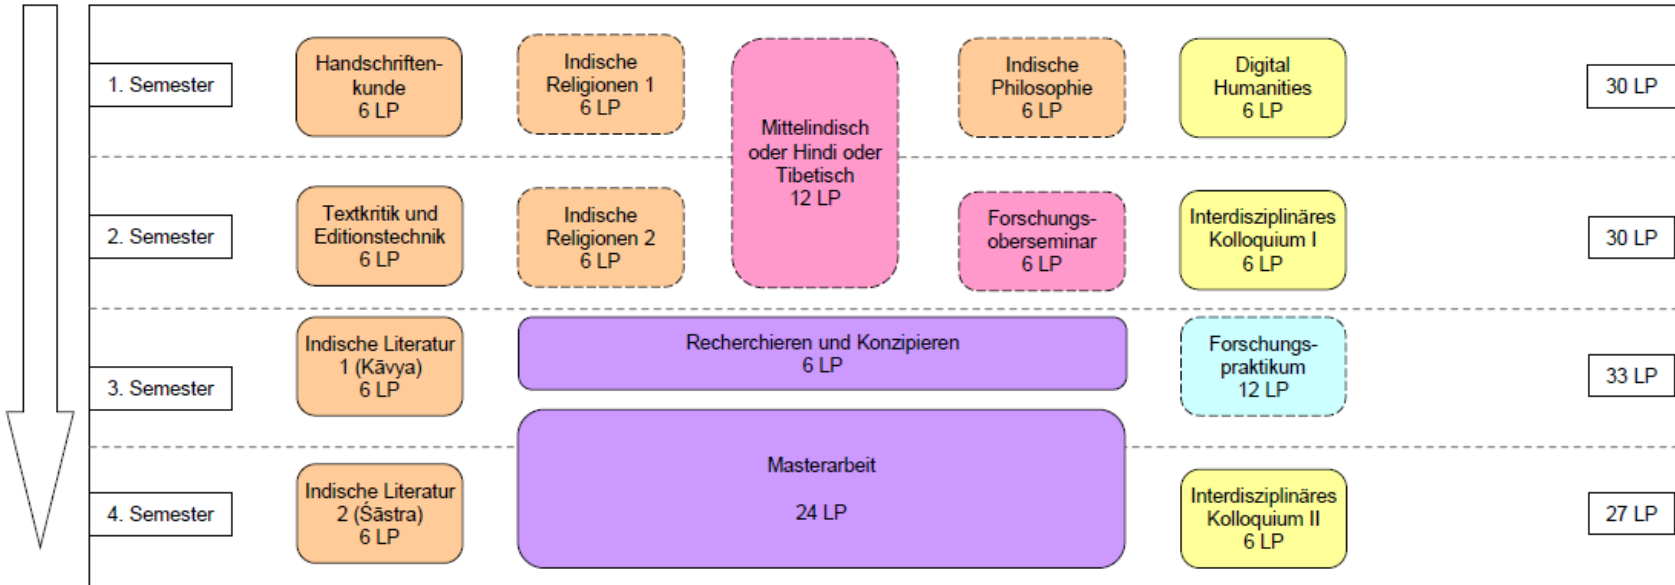 1. Semester
Handschriften-
kunde
6 LP
Indische
Religionen 1
6 LP
Mittelindisch
oder Hindi oder
Tibetisch
12 LP
Indische
Philosophie
6 LP
Digital
Humanities
6 LP
30 LP
2. Semester
Textkritik und
Editionstechnik
6 LP
Indische
Religionen 2
6 LP
Forschungs-
oberseminar
6 LP
Interdisziplinäres
Kolloquium I
6 LP
30 LP
3. Semester
Indische Literatur
1 (Kāvya)
6 LP
Recherchieren und Konzipieren
6 LP
Forschungs-
praktikum
12 LP
33 LP
Masterarbeit
24 LP
4. Semester
Indische Literatur
2 (Śāstra)
6 LP
Interdisziplinäres
Kolloquium II
6 LP
27 LP